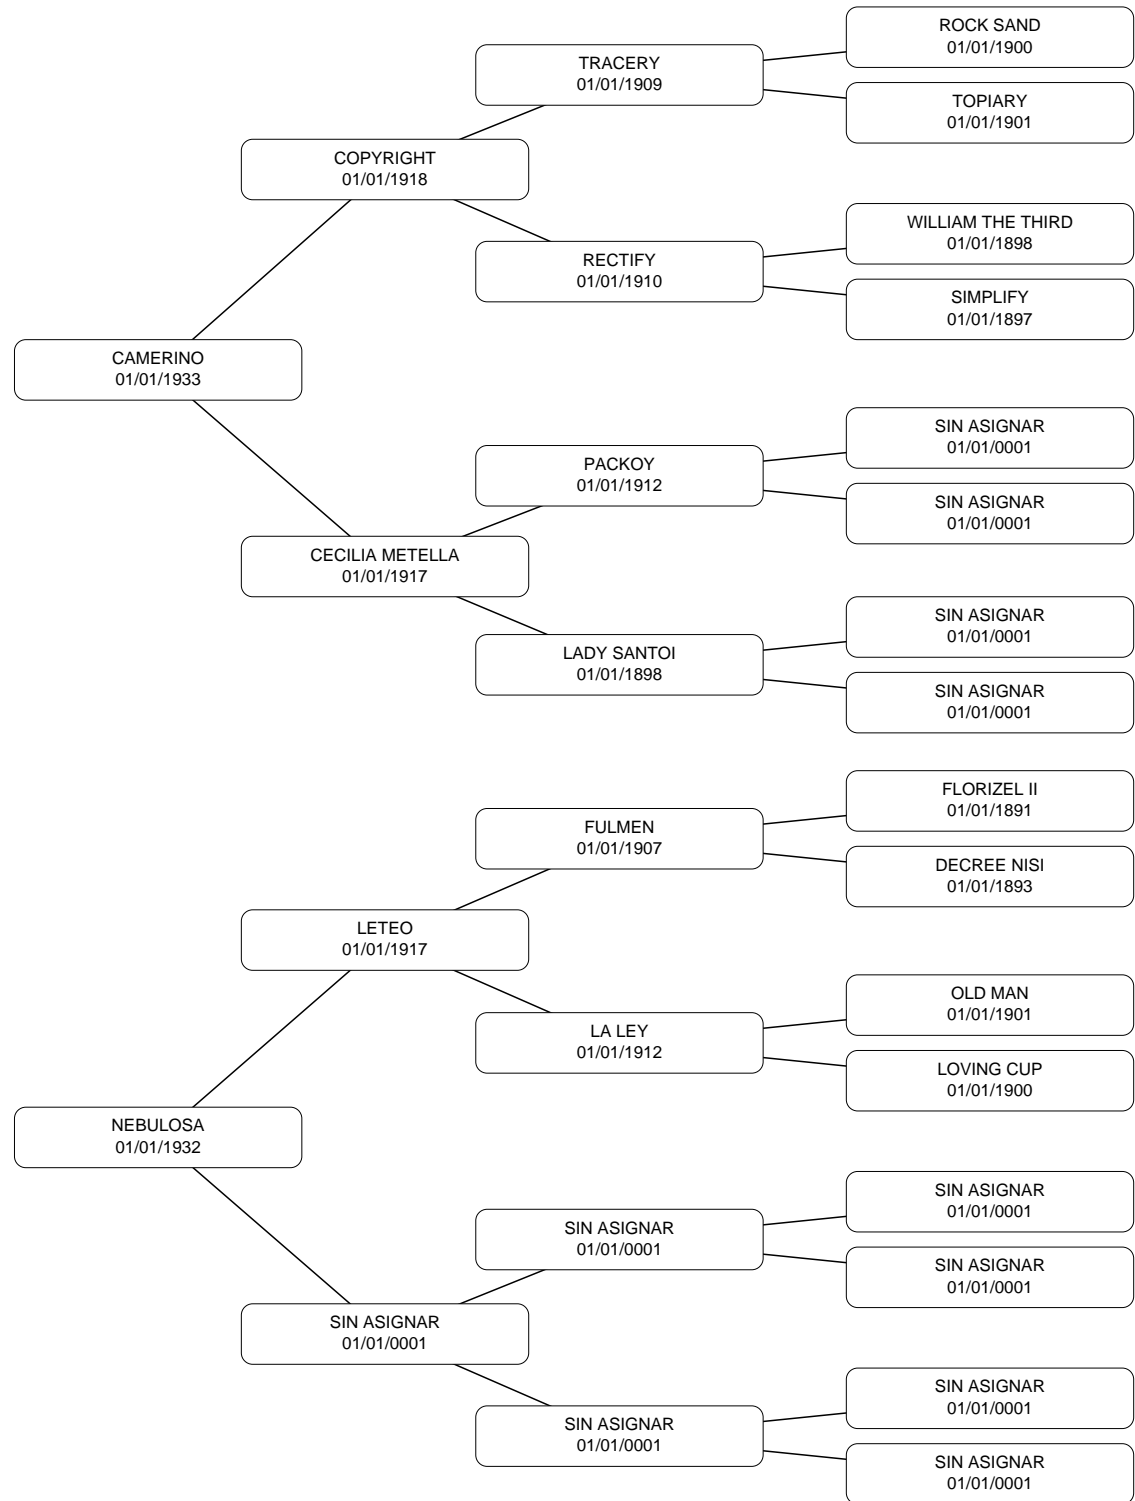 ROCK SAND
01/01/1900
TRACERY
01/01/1909
TOPIARY
01/01/1901
COPYRIGHT
01/01/1918
WILLIAM THE THIRD
01/01/1898
RECTIFY
01/01/1910
SIMPLIFY
01/01/1897
CAMERINO
01/01/1933
SIN ASIGNAR
01/01/0001
PACKOY
01/01/1912
SIN ASIGNAR
01/01/0001
CECILIA METELLA
01/01/1917
SIN ASIGNAR
01/01/0001
LADY SANTOI
01/01/1898
SIN ASIGNAR
01/01/0001
FLORIZEL II
01/01/1891
FULMEN
01/01/1907
DECREE NISI
01/01/1893
LETEO
01/01/1917
OLD MAN
01/01/1901
LA LEY
01/01/1912
LOVING CUP
01/01/1900
NEBULOSA
01/01/1932
SIN ASIGNAR
01/01/0001
SIN ASIGNAR
01/01/0001
SIN ASIGNAR
01/01/0001
SIN ASIGNAR
01/01/0001
SIN ASIGNAR
01/01/0001
SIN ASIGNAR
01/01/0001
SIN ASIGNAR
01/01/0001